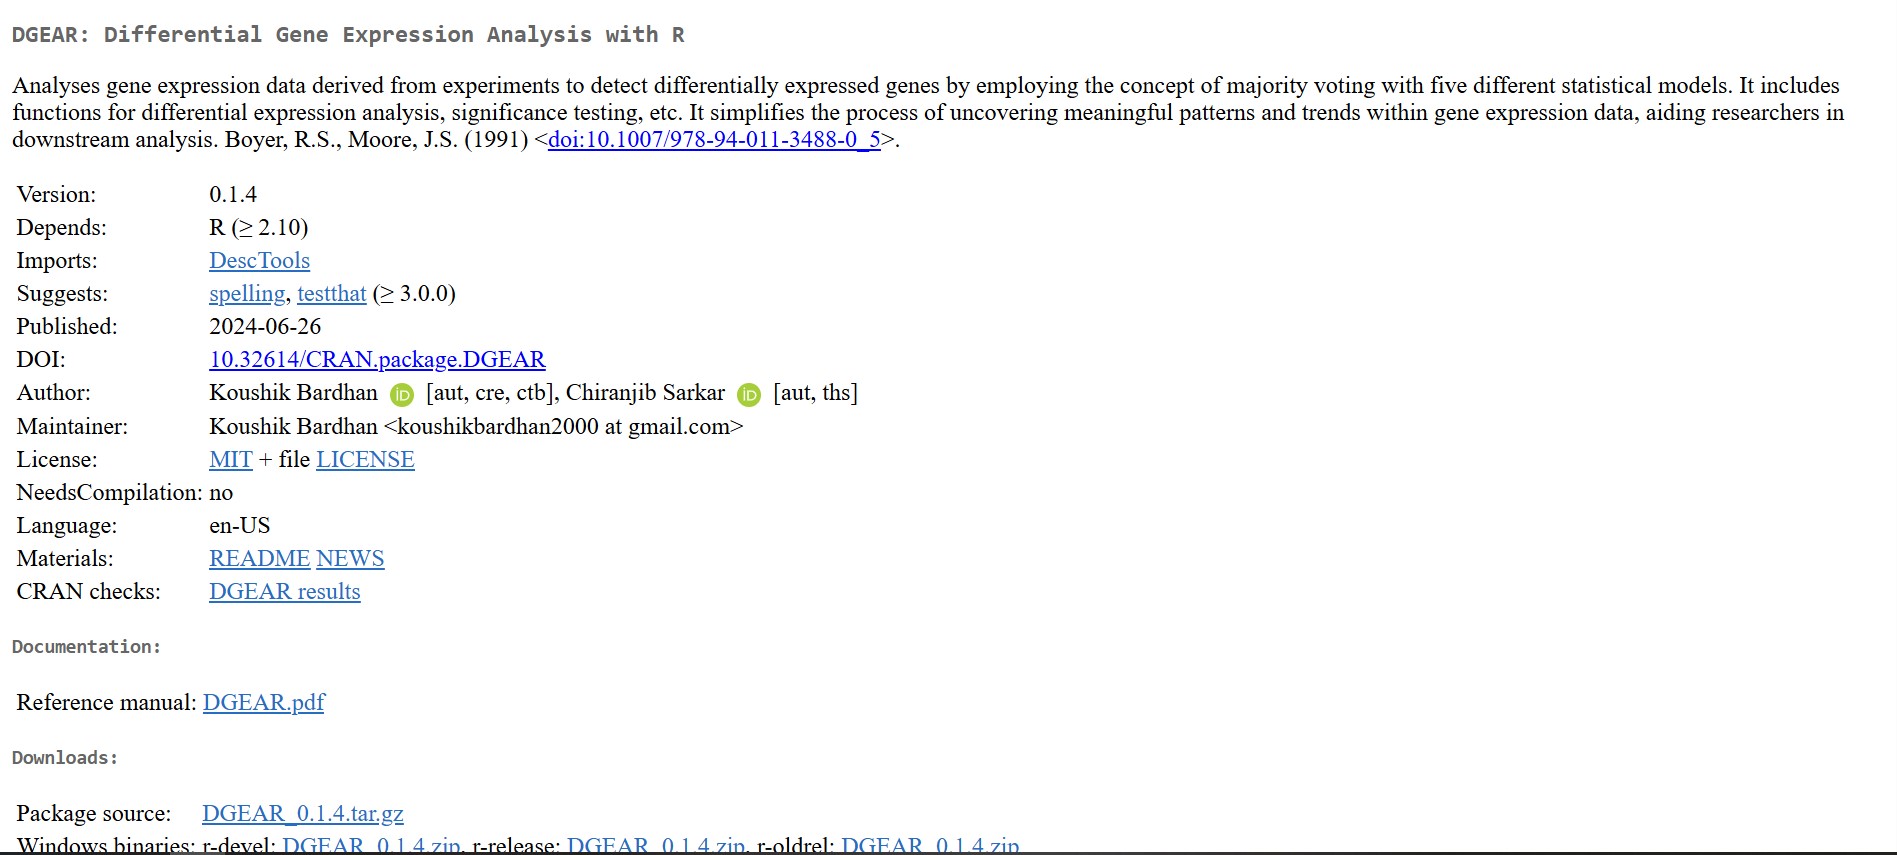 DGEAR: Differential Gene Expression Analysis with R
Analyses gene expression data derived from experiments to detect differentially expressed genes by employing the concept of majority voting with five different statistical models. It includes
functions for differential expression analysis, significance testing, etc. It simplifies the process of uncovering meaningful patterns and trends within gene expression data, aiding researchers in
downstream analysis. Boyer, R.S., Moore, J.S. (1991) <doi:10.1007/978-94-011-3488-0_5>.
Version: 0.1.4
Depends: R (≥ 2.10)
Imports: DescTools
Suggests: spelling, testthat (≥ 3.0.0)
Published: 2024-06-26
DOI: 10.32614/CRAN.package.DGEAR
Author: Koushik Bardhan iD [aut, cre, ctb], Chiranjib Sarkar iD [aut, ths]
Maintainer: Koushik Bardhan <koushikbardhan2000 at gmail.com>
License: MIT + file LICENSE
NeedsCompilation: no
Language: en-US
Materials: README NEWS
CRAN checks: DGEAR results
Documentation:
Reference manual: DGEAR.pdf
Downloads:
Package source: DGEAR_0.1.4.tar.gz
Windows binaries: r-devel: DGEAR_0.1.4.zip, r-release: DGEAR_0.1.4.zip, r-oldrel: DGEAR_0.1.4.zip